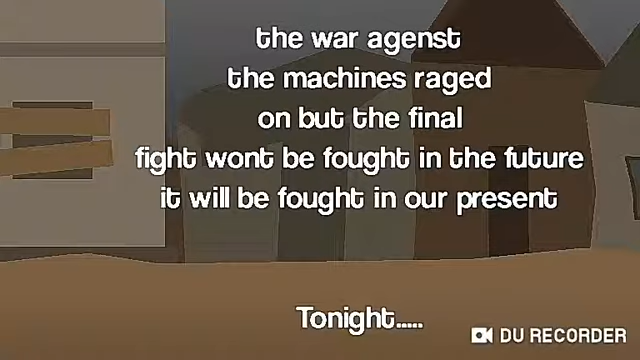 the war agenst
the machines raged
on but the final
fight wont be fought in the future
it will be fought in our present
Tonight.....
DU RECORDER